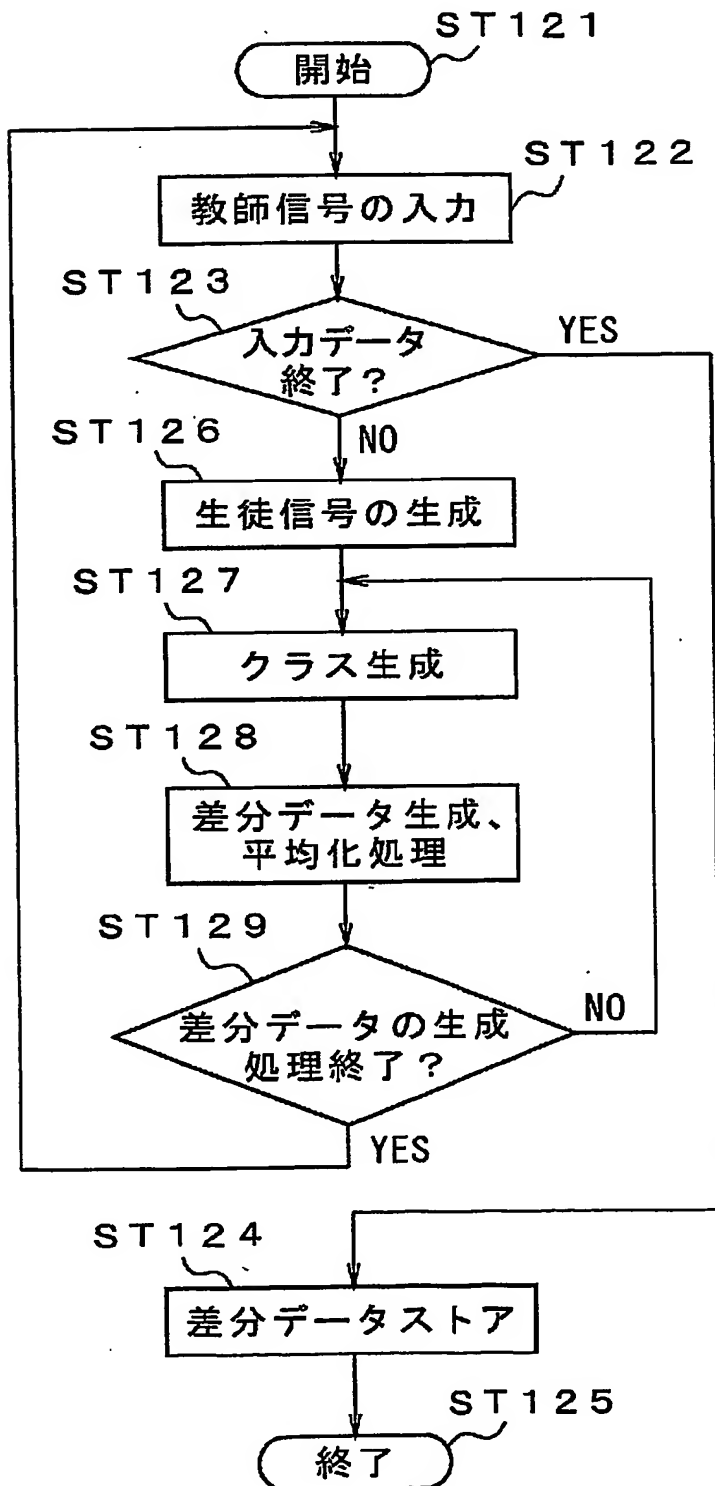 ST121
開始
ST122
教師信号の入力
ST123
入力データ
終了?
YES
NO
ST126
生徒信号の生成
ST127
クラス生成
ST128
差分データ生成、
平均化処理
ST129
差分データの生成
処理終了?
NO
YES
ST124
差分データストア
ST125
終了